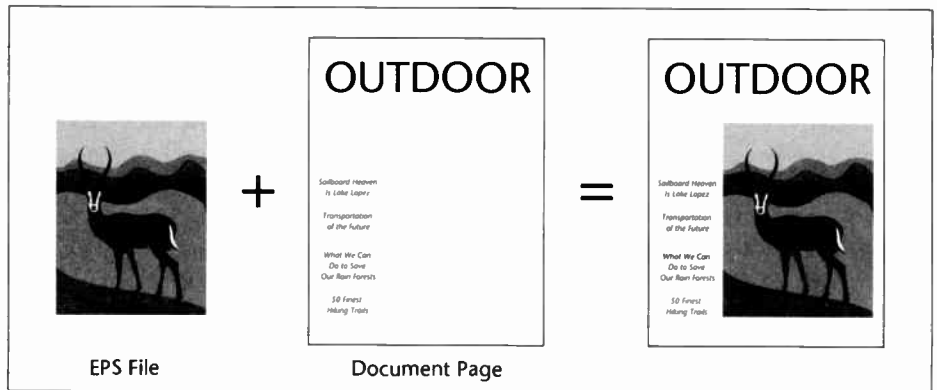 OUTDOOR
Sailboard Heaven
Is Lake Lopez
Transportation
of the Future
What We Can
Do to Save
Our Rain Forests
50 Finest
Hiking Trails
+
=
OUTDOOR
Sailboard Heaven
Is Lake Lopez
Transportation
of the Future
What We Can
Do to Save
Our Rain Forests
50 Finest
Hiking Trails
EPS File
Document Page